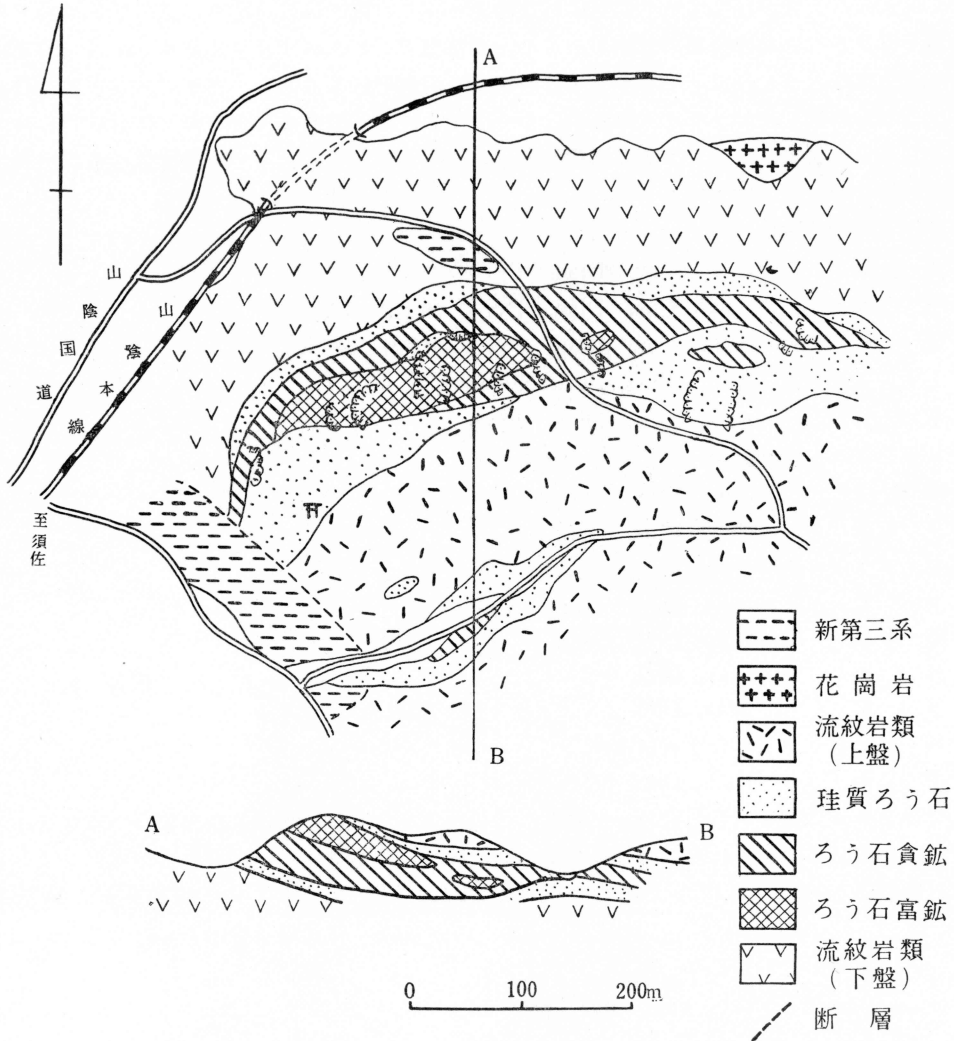 A
山陰国道
山陰本線
至須佐
B
A
B
0 100 200m
新第三系
花崗岩
流紋岩類
(上盤)
珪質ろう石
ろう石貧鉱
ろう石富鉱
流紋岩類
(下盤)
断層